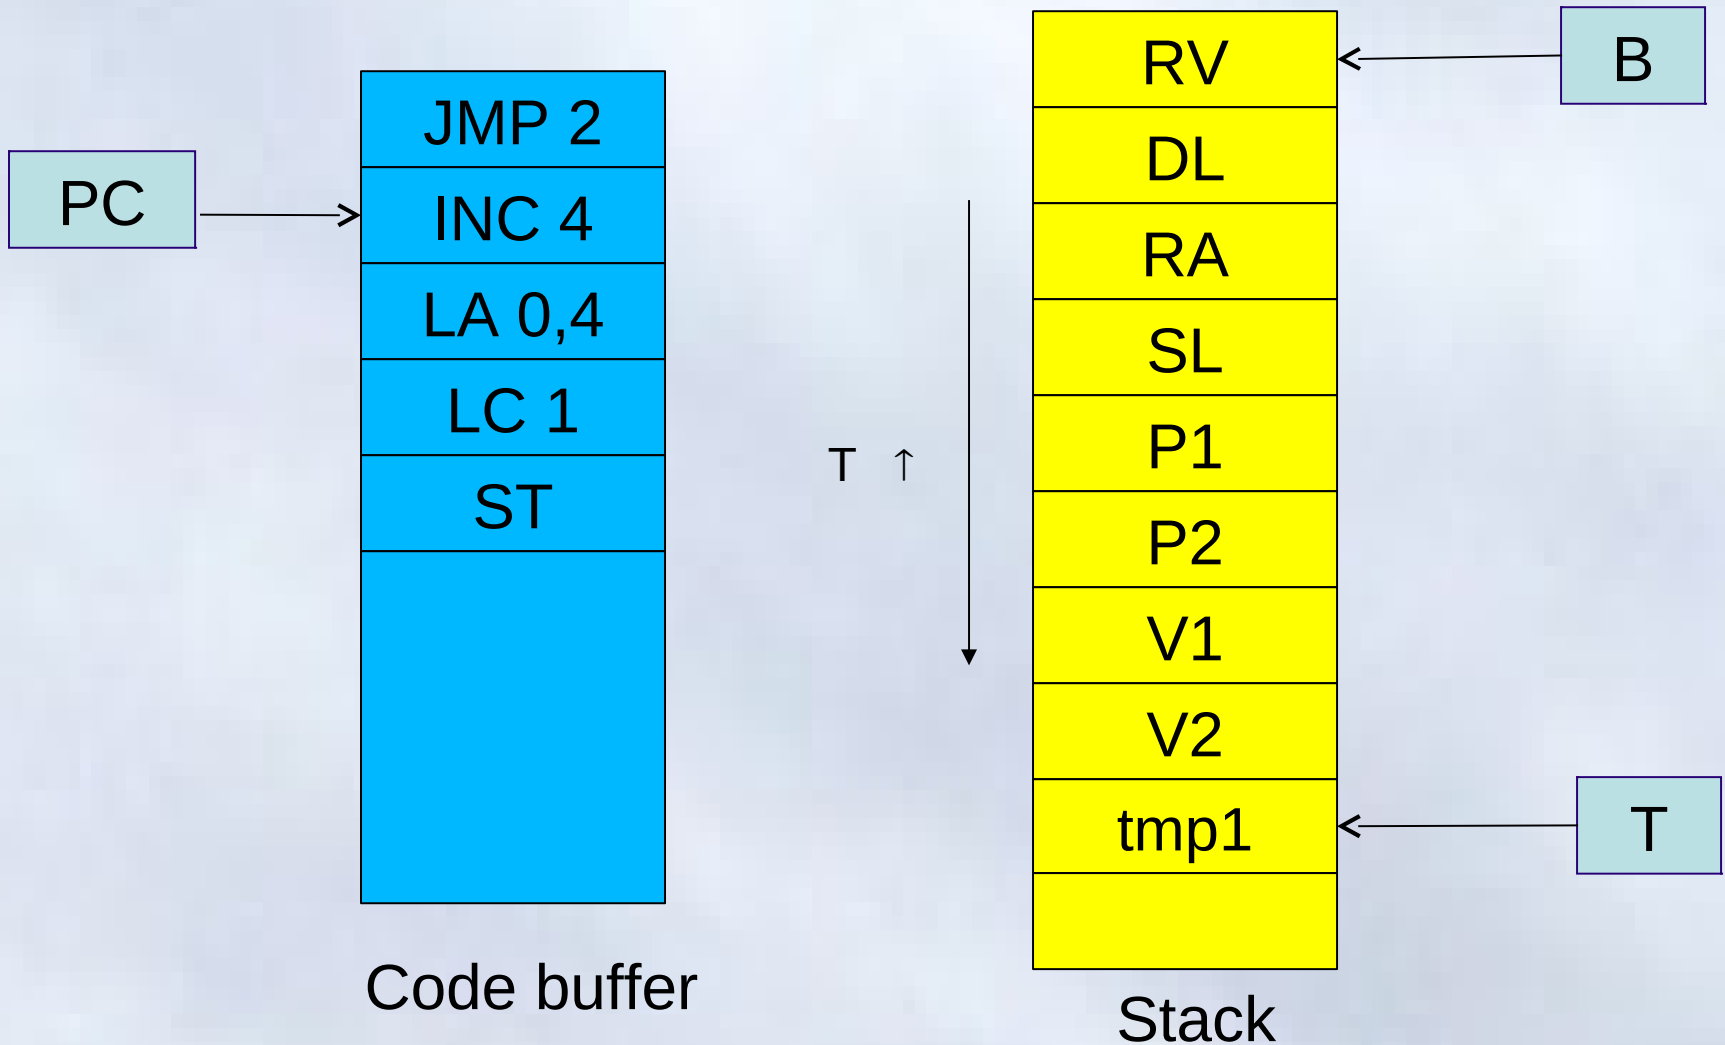 PC
JMP 2
INC 4
LA 0,4
LC 1
ST
Code buffer
T ↑
RV
DL
RA
SL
P1
P2
V1
V2
tmp1
Stack
B
T